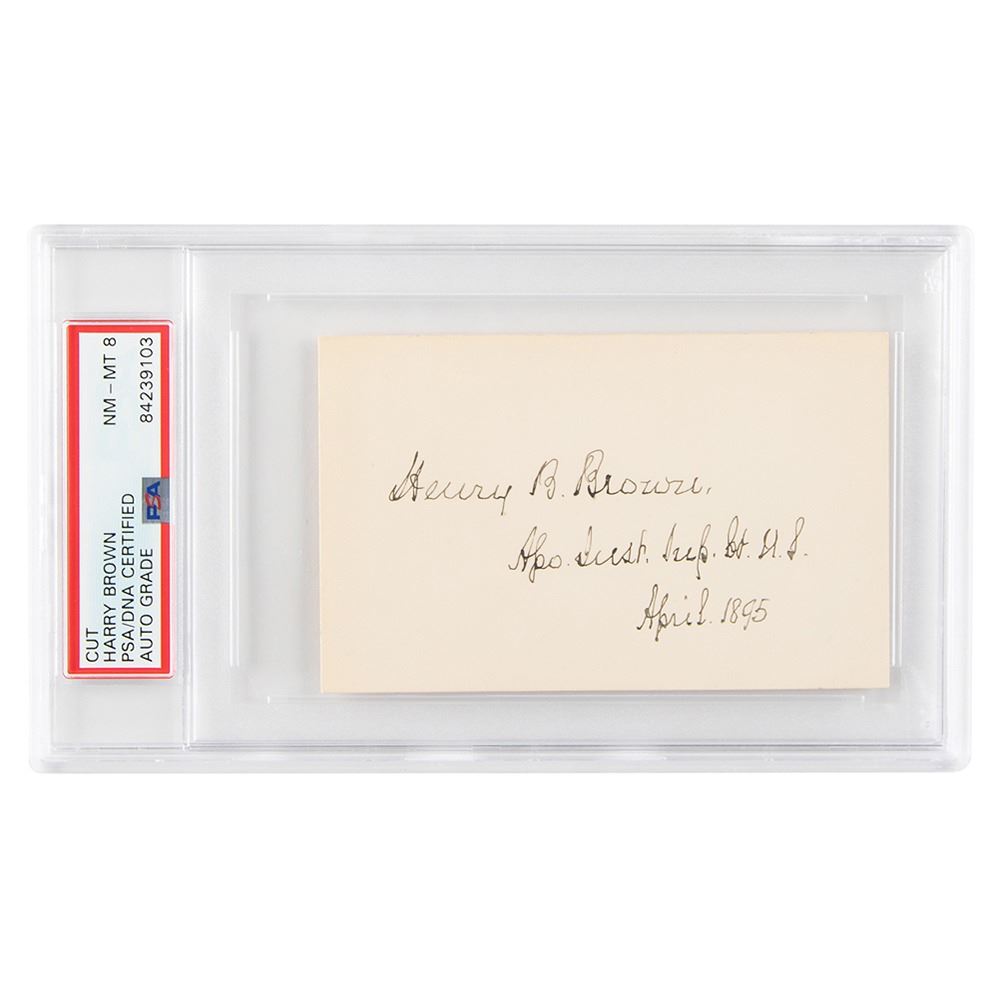 CUT
HARRY BROWN
PSA/DNA CERTIFIED
AUTO GRADE
NM-MT 8
84239103
PSA
Henry B. Brown.
Aso. Just. Sup. Ct. U.S.
April. 1895